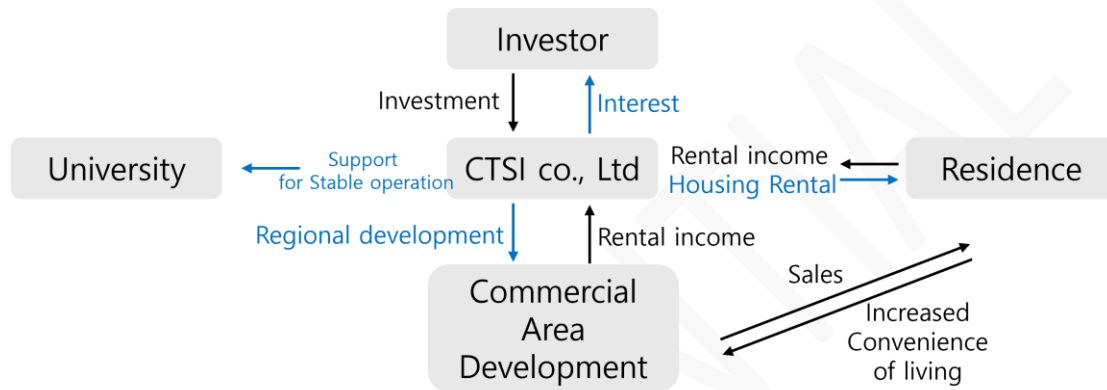 Investor
Investment
Interest
University
Support
for Stable operation
CTSI co., Ltd
Rental income
Housing Rental
Residence
Regional development
Rental income
Commercial
Area
Development
Sales
Increased
Convenience
of living